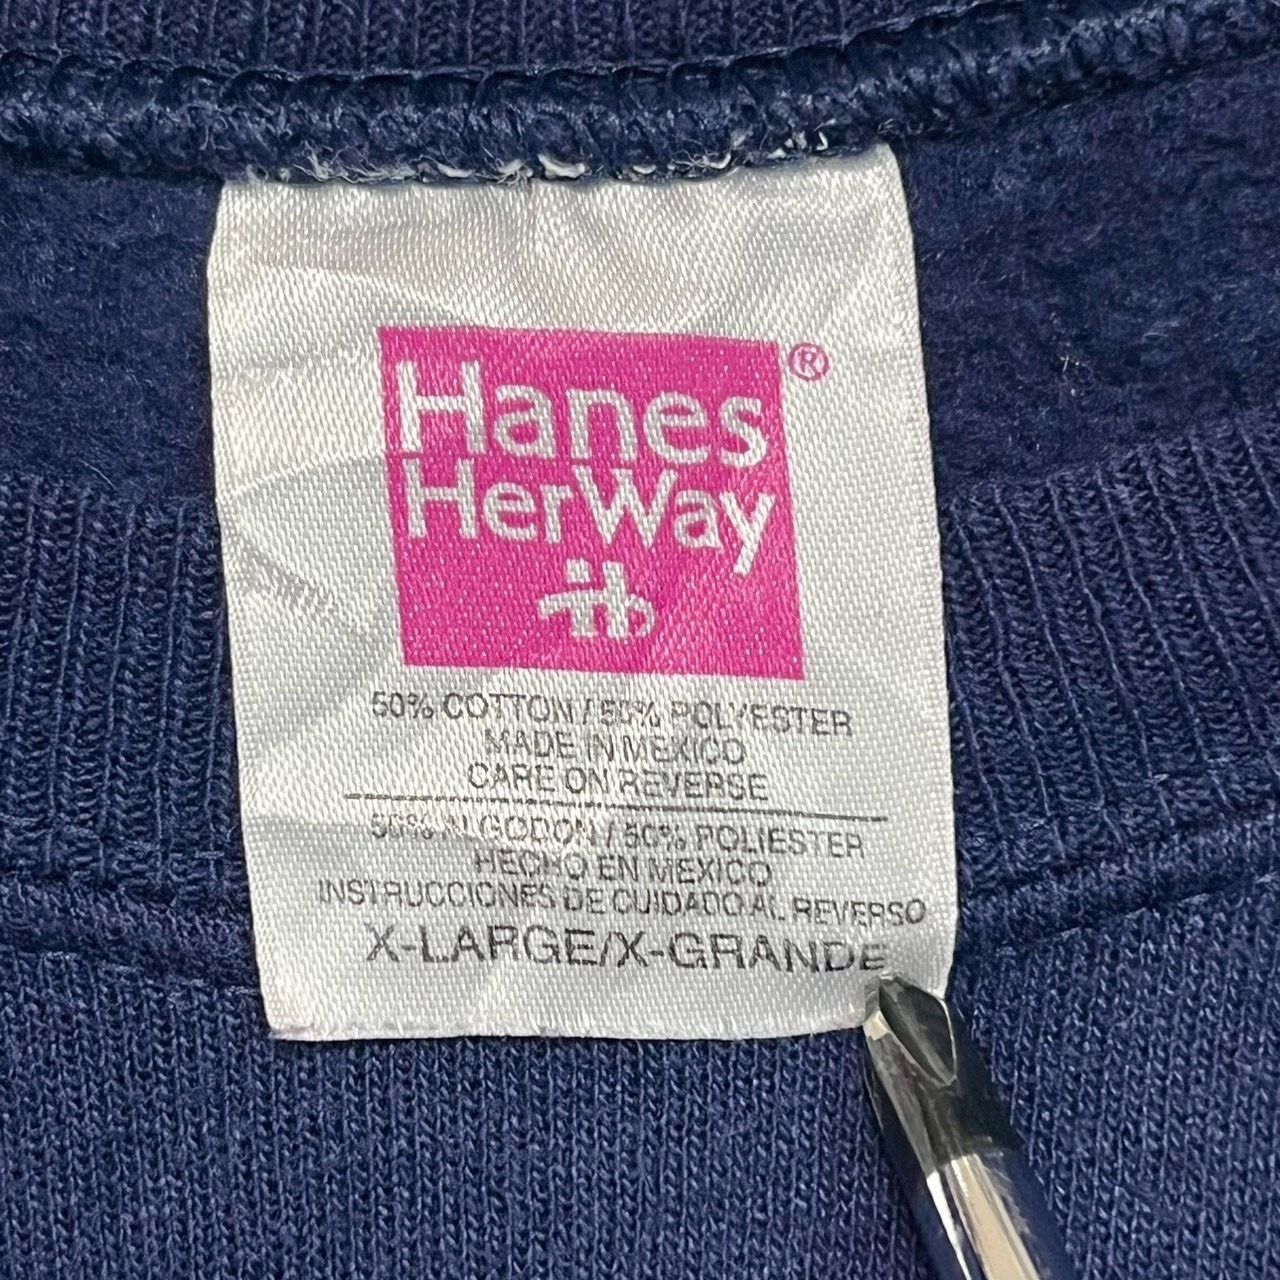 Hanes ®
HerWay
50% COTTON / 50% POLYESTER
MADE IN MEXICO
CARE ON REVERSE
50% ALGODON / 50% POLIESTER
HECHO EN MEXICO
INSTRUCCIONES DE CUIDADO AL REVERSO
X-LARGE/X-GRANDE